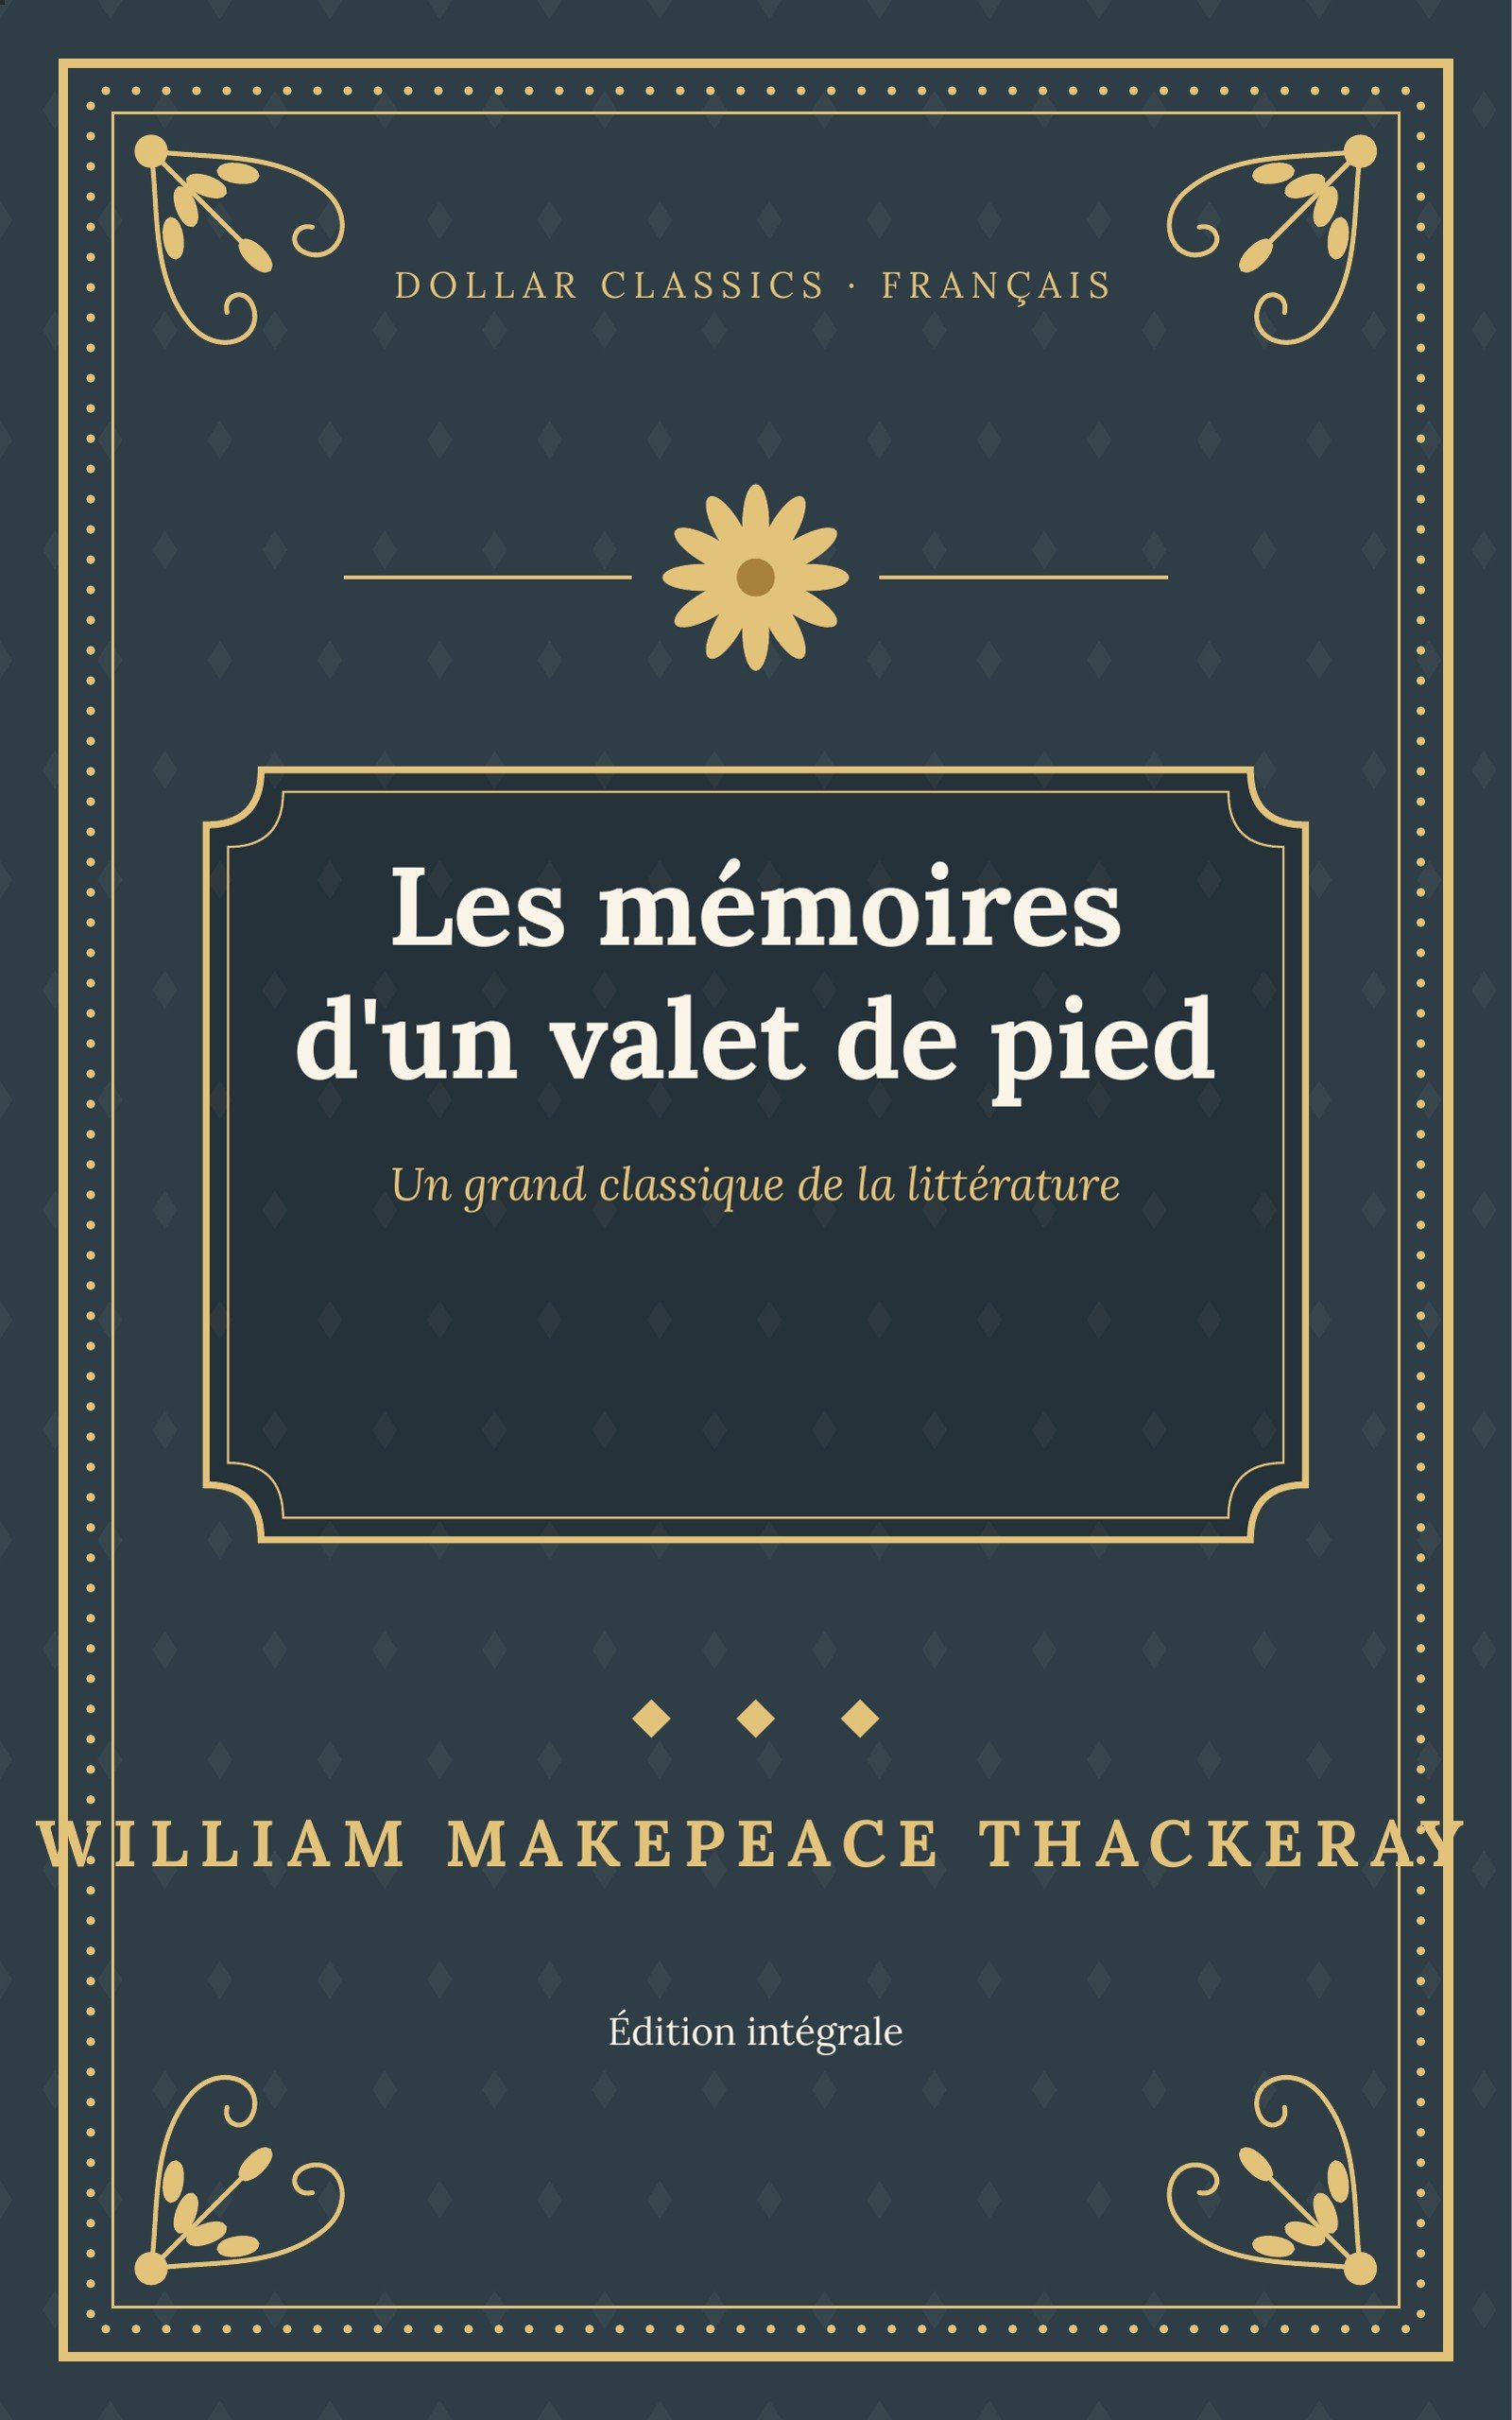 DOLLAR CLASSICS · FRANÇAIS
Les mémoires
d'un valet de pied
Un grand classique de la littérature
WILLIAM MAKEPEACE THACKERAY
Édition intégrale